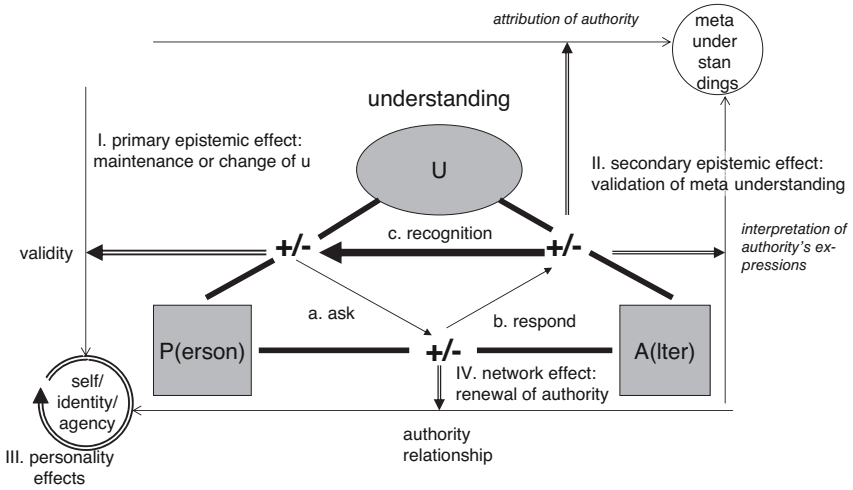 attribution of authority
meta
under
stan
dings
understanding
I. primary epistemic effect:
maintenance or change of u
U
II. secondary epistemic effect:
validation of meta understanding
c. recognition
+/-
+/-
validity
interpretation of
authority's ex-
pressions
a. ask
b. respond
P(erson)
+/-
A(lter)
IV. network effect:
renewal of authority
self/
identity/
agency
authority
relationship
III. personality
effects